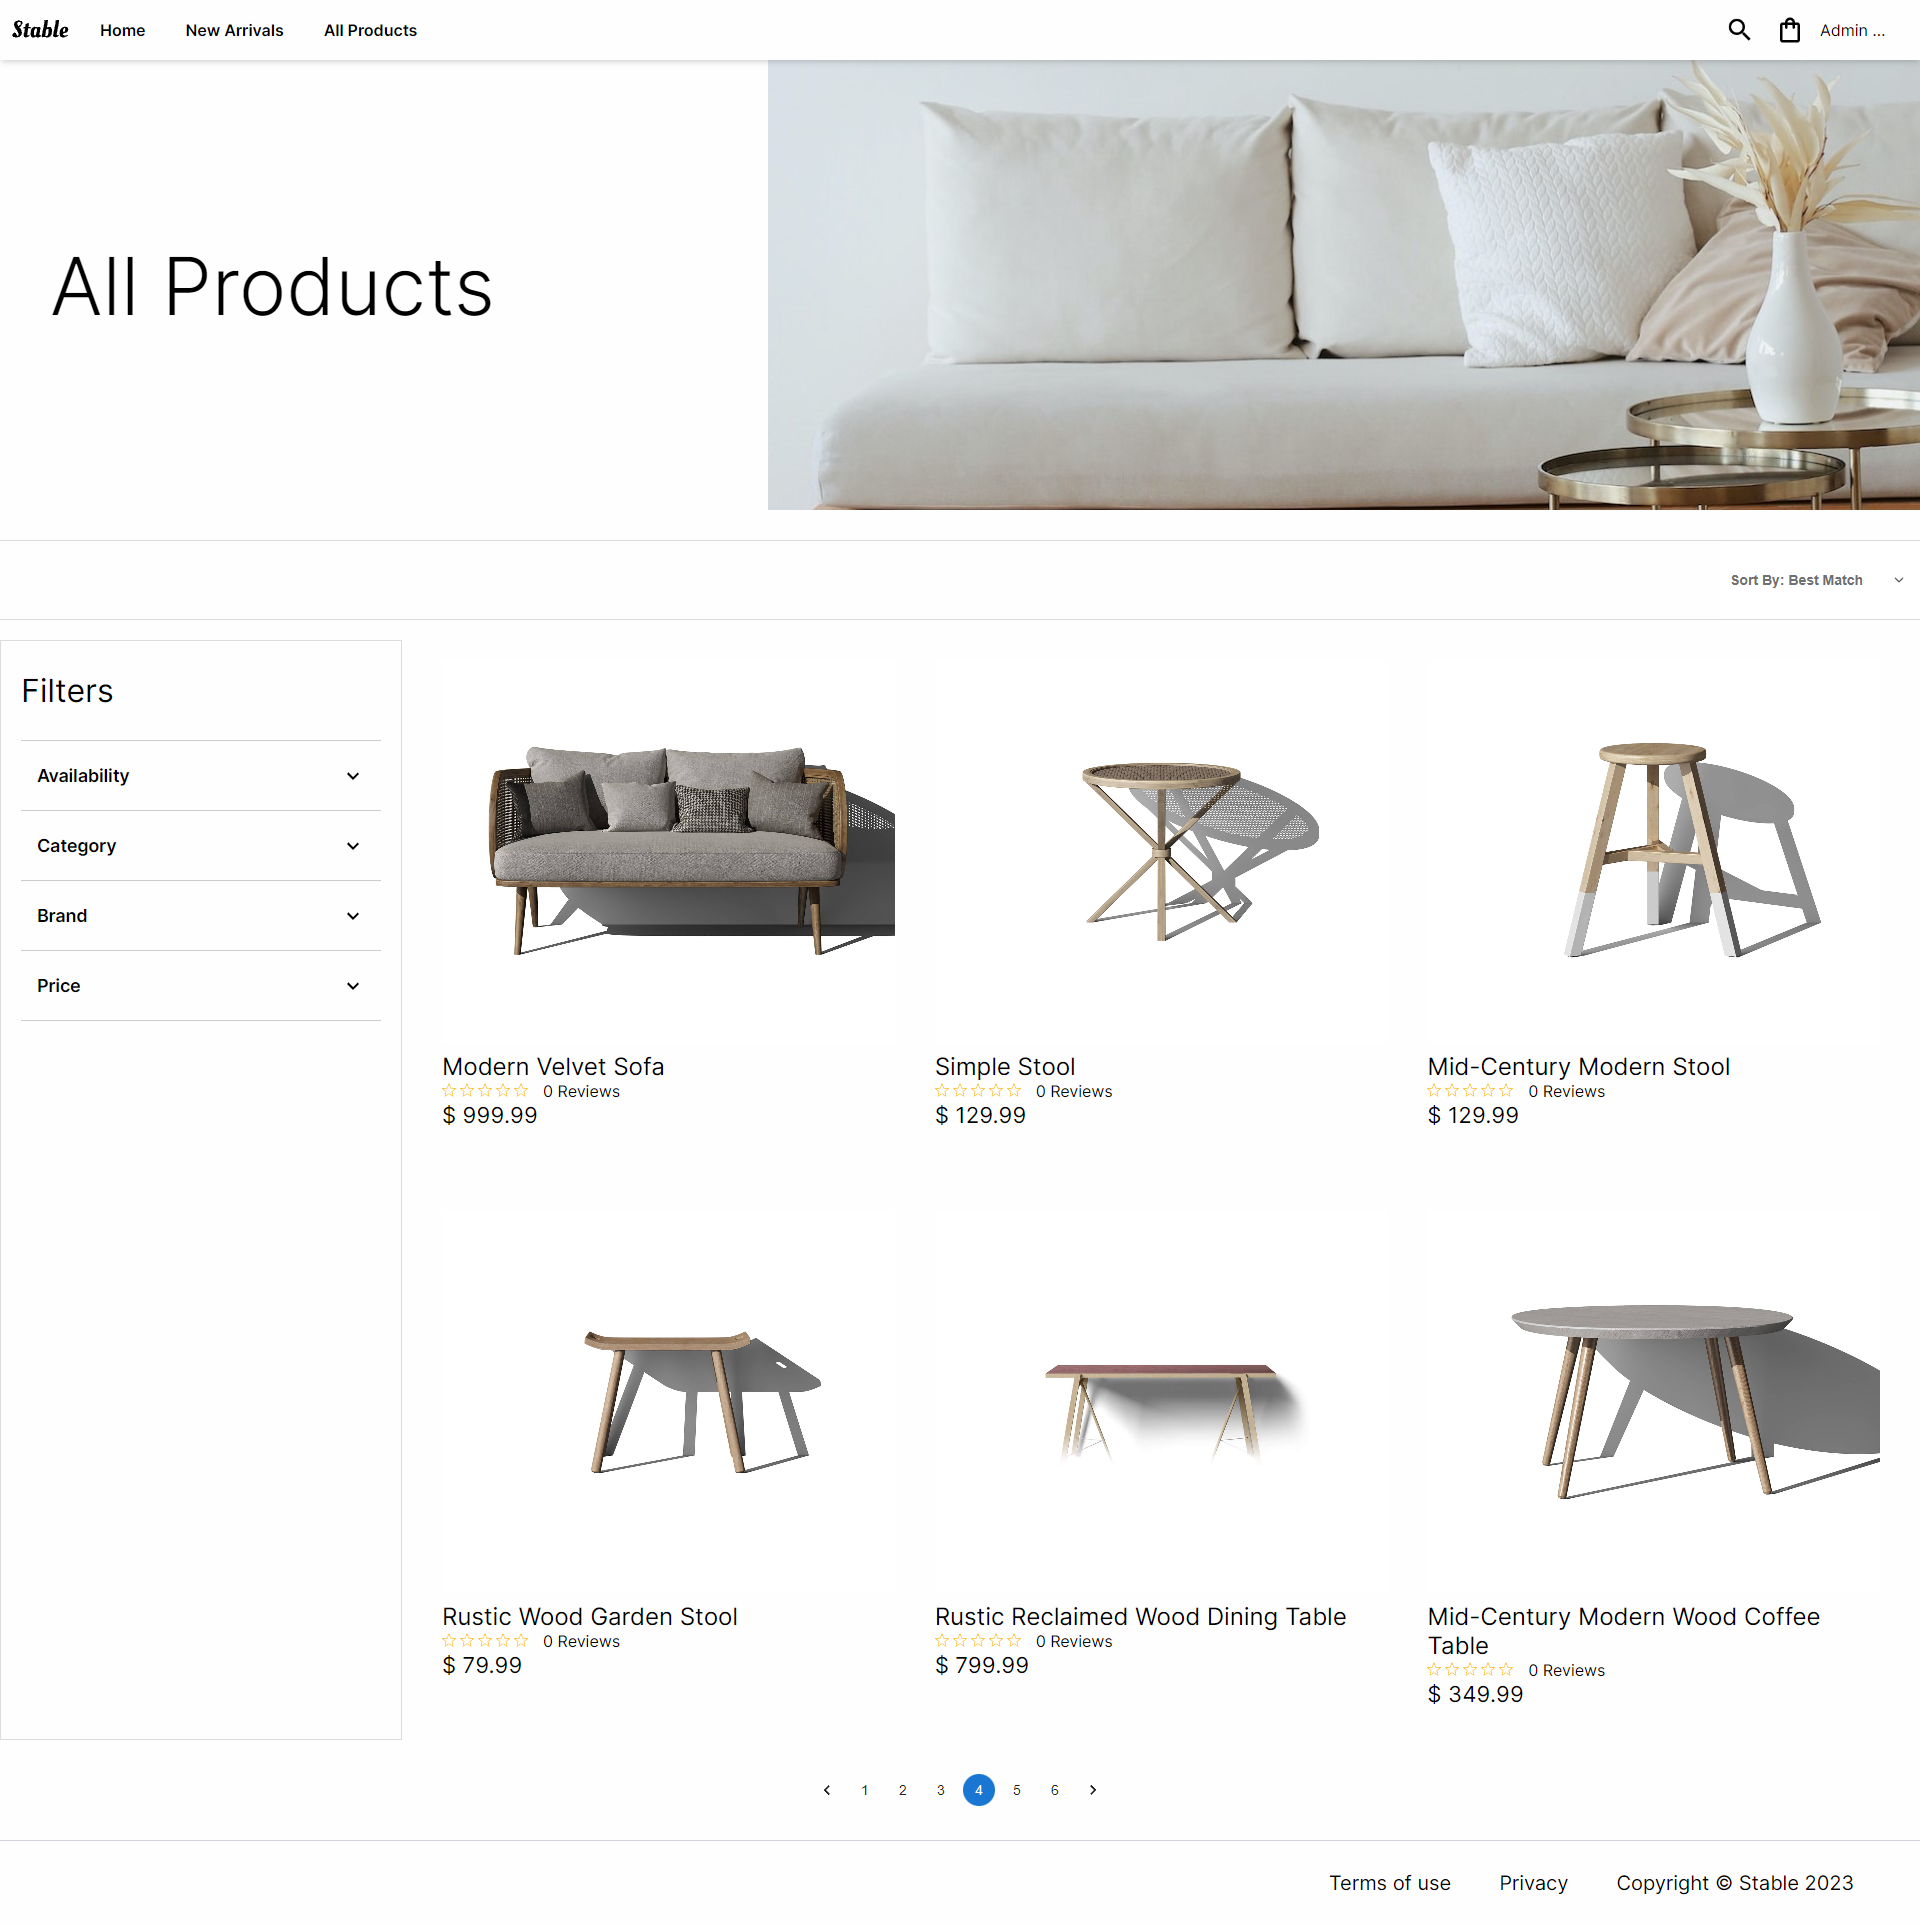 Stable Home New Arrivals All Products Admin ...
All Products
Sort By: Best Match
Filters
Availability
Category
Brand
Price
Modern Velvet Sofa
0 Reviews
$ 999.99
Simple Stool
0 Reviews
$ 129.99
Mid-Century Modern Stool
0 Reviews
$ 129.99
Rustic Wood Garden Stool
0 Reviews
$ 79.99
Rustic Reclaimed Wood Dining Table
0 Reviews
$ 799.99
Mid-Century Modern Wood Coffee
Table
0 Reviews
$ 349.99
1 2 3 4 5 6
Terms of use Privacy Copyright © Stable 2023